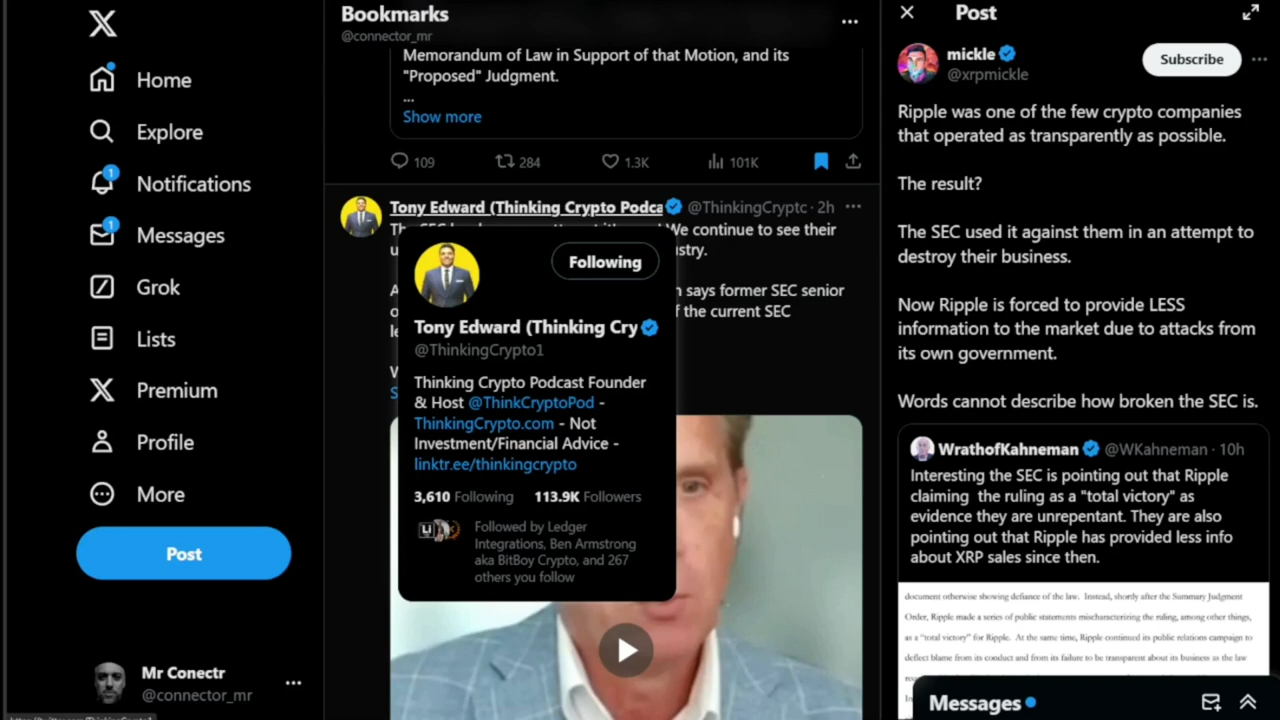 Home
Explore
1
Notifications
1
Messages
Grok
Lists
Premium
Profile
More
Post
Mr Conectr
@connector_mr
Bookmarks
@connector_mr
Memorandum of Law in Support of that Motion, and its
"Proposed" Judgment.
...
Show more
109 284 1.3K 101K
Tony Edward (Thinking Crypto Podca @ThinkingCryptc · 2h
We continue to see their
stry.
says former SEC senior
f the current SEC
Following
Tony Edward (Thinking Cry
@ThinkingCrypto1
Thinking Crypto Podcast Founder
& Host @ThinkCryptoPod -
ThinkingCrypto.com - Not
Investment/Financial Advice -
linktr.ee/thinkingcrypto
3,610 Following 113.9K Followers
Followed by Ledger
Integrations, Ben Armstrong
aka BitBoy Crypto, and 267
others you follow
Post
mickle
@xrpmickle
Subscribe
Ripple was one of the few crypto companies
that operated as transparently as possible.
The result?
The SEC used it against them in an attempt to
destroy their business.
Now Ripple is forced to provide LESS
information to the market due to attacks from
its own government.
Words cannot describe how broken the SEC is.
WrathofKahneman @WKahneman · 10h
Interesting the SEC is pointing out that Ripple
claiming the ruling as a "total victory" as
evidence they are unrepentant. They are also
pointing out that Ripple has provided less info
about XRP sales since then.
document otherwise showing defiance of the law. Instead, shortly after the Summary Judgment
Order, Ripple made a series of public statements mischaracterizing the ruling, among other things,
as a "total victory" for Ripple. At the same time, Ripple continued its public relations campaign to
deflect blame from its conduct and from its failure to be transparent about its business as the law
Messages